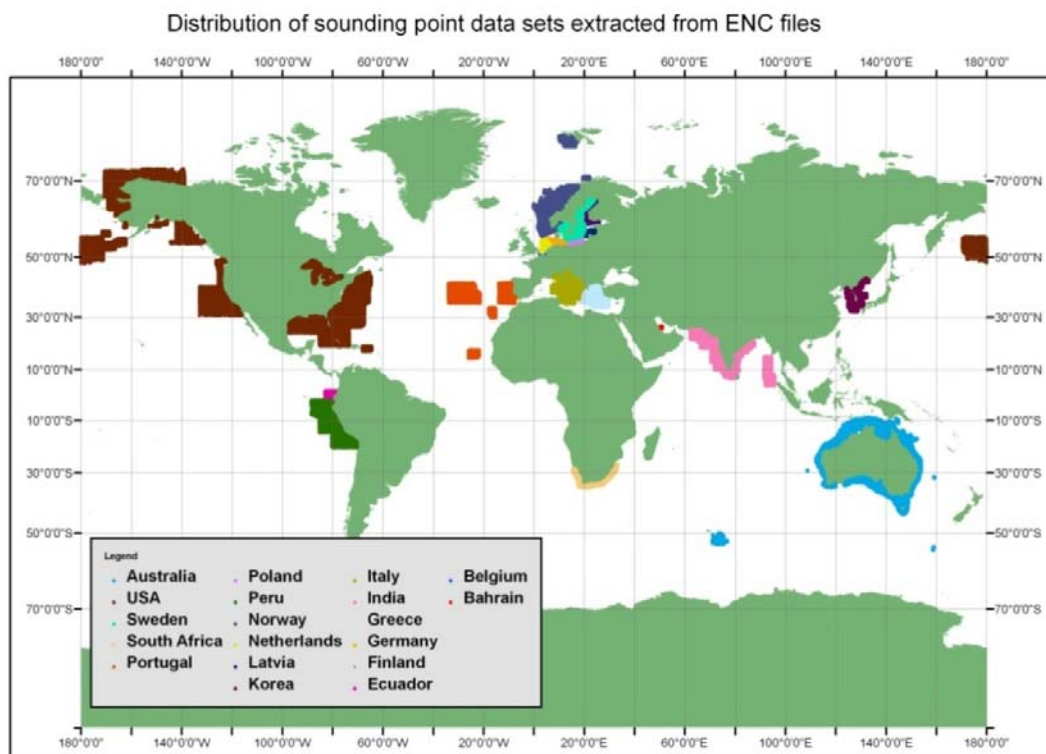 Distribution of sounding point data sets extracted from ENC files
180°0'0" 140°0'0"W 100°0'0"W 60°0'0"W 20°0'0"W 20°0'0"E 60°0'0"E 100°0'0"E 140°0'0"E 180°0'0"
70°0'0"N 70°0'0"N
50°0'0"N 50°0'0"N
30°0'0"N 30°0'0"N
10°0'0"N 10°0'0"N
10°0'0"S 10°0'0"S
30°0'0"S 30°0'0"S
50°0'0"S 50°0'0"S
Legend
Australia Poland Italy Belgium
USA Peru India Bahrain
Sweden Norway Greece
South Africa Netherlands Germany
Portugal Latvia Finland
Korea Ecuador
70°0'0"S 70°0'0"S
180°0'0" 140°0'0"W 100°0'0"W 60°0'0"W 20°0'0"W 20°0'0"E 60°0'0"E 100°0'0"E 140°0'0"E 180°0'0"